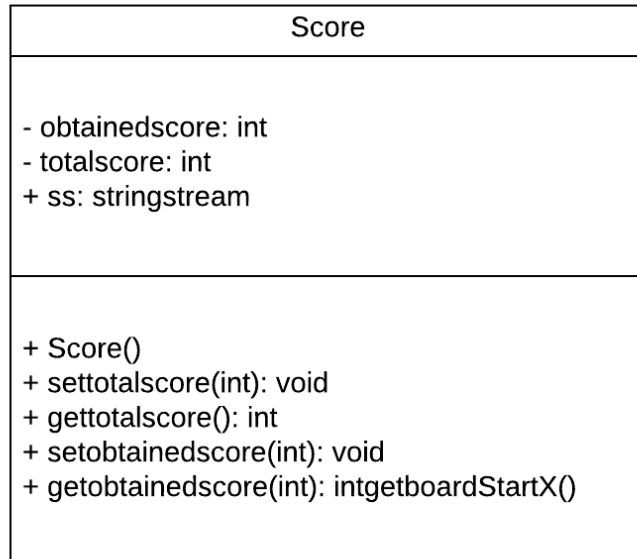 Score
- obtainedscore: int
- totalscore: int
+ ss: stringstream
+ Score()
+ settotalscore(int): void
+ gettotalscore(): int
+ setobtainedscore(int): void
+ getobtainedscore(int): intgetboardStartX()